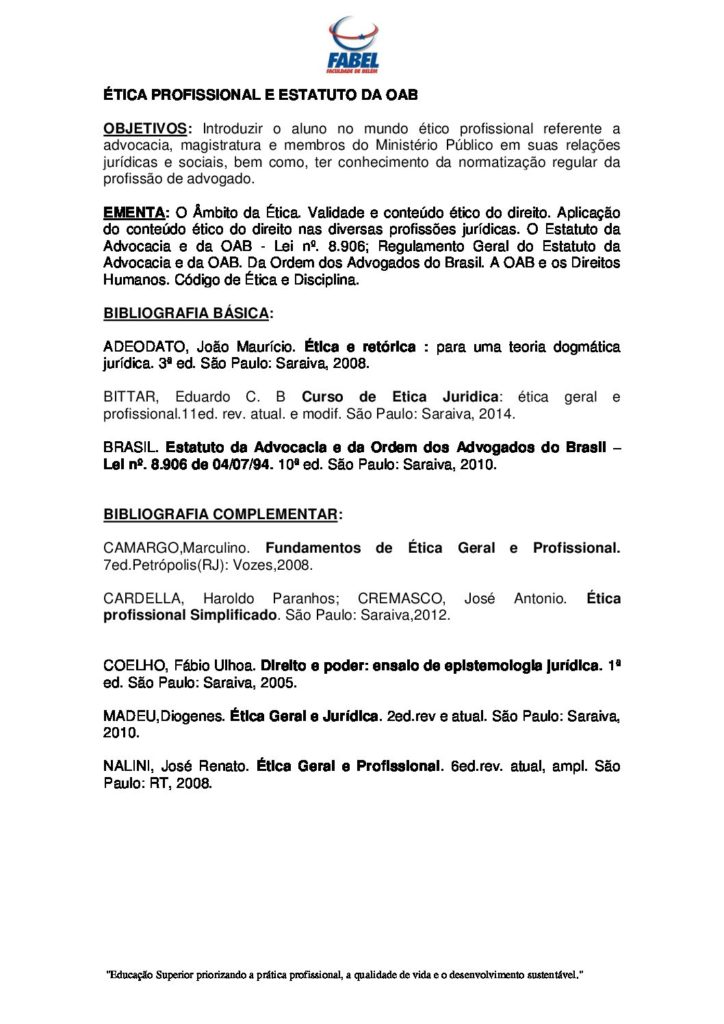 FABEL
FACULDADE DE BELÉM
ÉTICA PROFISSIONAL E ESTATUTO DA OAB
OBJETIVOS: Introduzir o aluno no mundo ético profissional referente a
advocacia, magistratura e membros do Ministério Público em suas relações
jurídicas e sociais, bem como, ter conhecimento da normatização regular da
profissão de advogado.
EMENTA: O Âmbito da Ética. Validade e conteúdo ético do direito. Aplicação
do conteúdo ético do direito nas diversas profissões jurídicas. O Estatuto da
Advocacia e da OAB - Lei nº. 8.906; Regulamento Geral do Estatuto da
Advocacia e da OAB. Da Ordem dos Advogados do Brasil. A OAB e os Direitos
Humanos. Código de Ética e Disciplina.
BIBLIOGRAFIA BÁSICA:
ADEODATO, João Maurício. Ética e retórica : para uma teoria dogmática
jurídica. 3ª ed. São Paulo: Saraiva, 2008.
BITTAR, Eduardo C. B Curso de Etica Juridica: ética geral e
profissional.11ed. rev. atual. e modif. São Paulo: Saraiva, 2014.
BRASIL. Estatuto da Advocacia e da Ordem dos Advogados do Brasil –
Lei nº. 8.906 de 04/07/94. 10ª ed. São Paulo: Saraiva, 2010.
BIBLIOGRAFIA COMPLEMENTAR:
CAMARGO,Marculino. Fundamentos de Ética Geral e Profissional.
7ed.Petrópolis(RJ): Vozes,2008.
CARDELLA, Haroldo Paranhos; CREMASCO, José Antonio. Ética
profissional Simplificado. São Paulo: Saraiva,2012.
COELHO, Fábio Ulhoa. Direito e poder: ensaio de epistemologia jurídica. 1ª
ed. São Paulo: Saraiva, 2005.
MADEU,Diogenes. Ética Geral e Jurídica. 2ed.rev e atual. São Paulo: Saraiva,
2010.
NALINI, José Renato. Ética Geral e Profissional. 6ed.rev. atual, ampl. São
Paulo: RT, 2008.
"Educação Superior priorizando a prática profissional, a qualidade de vida e o desenvolvimento sustentável."